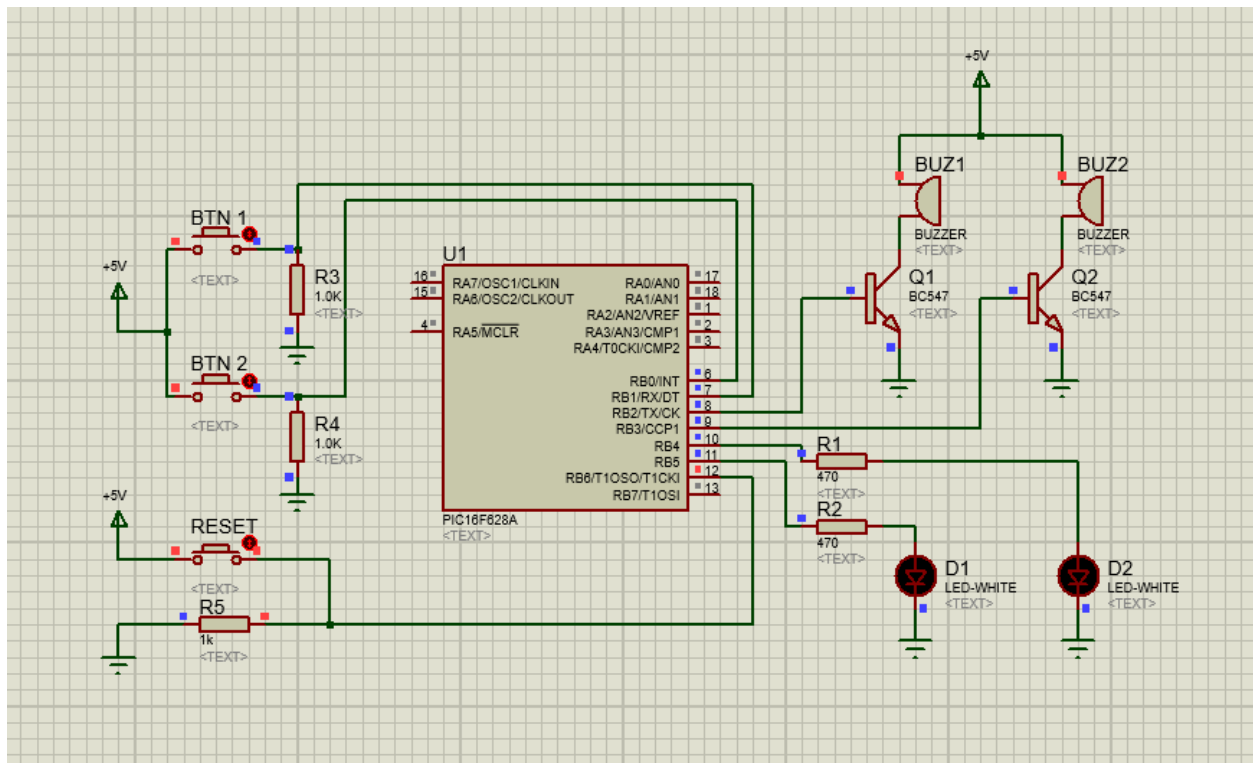 +5V
BUZ1
BUZ2
BUZZER
<TEXT>
BUZZER
<TEXT>
BTN 1
<TEXT>
+5V
R3
1.0K
<TEXT>
BTN 2
<TEXT>
R4
1.0K
<TEXT>
U1
16
RA7/OSC1/CLKIN
15
RA6/OSC2/CLKOUT
4
RA5/MCLR
RA0/AN0
17
RA1/AN1
18
RA2/AN2/VREF
1
RA3/AN3/CMP1
2
RA4/T0CKI/CMP2
3
RB0/INT
6
RB1/RX/DT
7
RB2/TX/CK
8
RB3/CCP1
9
RB4
10
RB5
11
RB6/T1OSO/T1CKI
12
RB7/T1OSI
13
PIC16F628A
<TEXT>
Q1
BC547
<TEXT>
Q2
BC547
<TEXT>
R1
470
<TEXT>
R2
470
<TEXT>
D1
LED-WHITE
<TEXT>
D2
LED-WHITE
<TEXT>
+5V
RESET
<TEXT>
R5
1k
<TEXT>